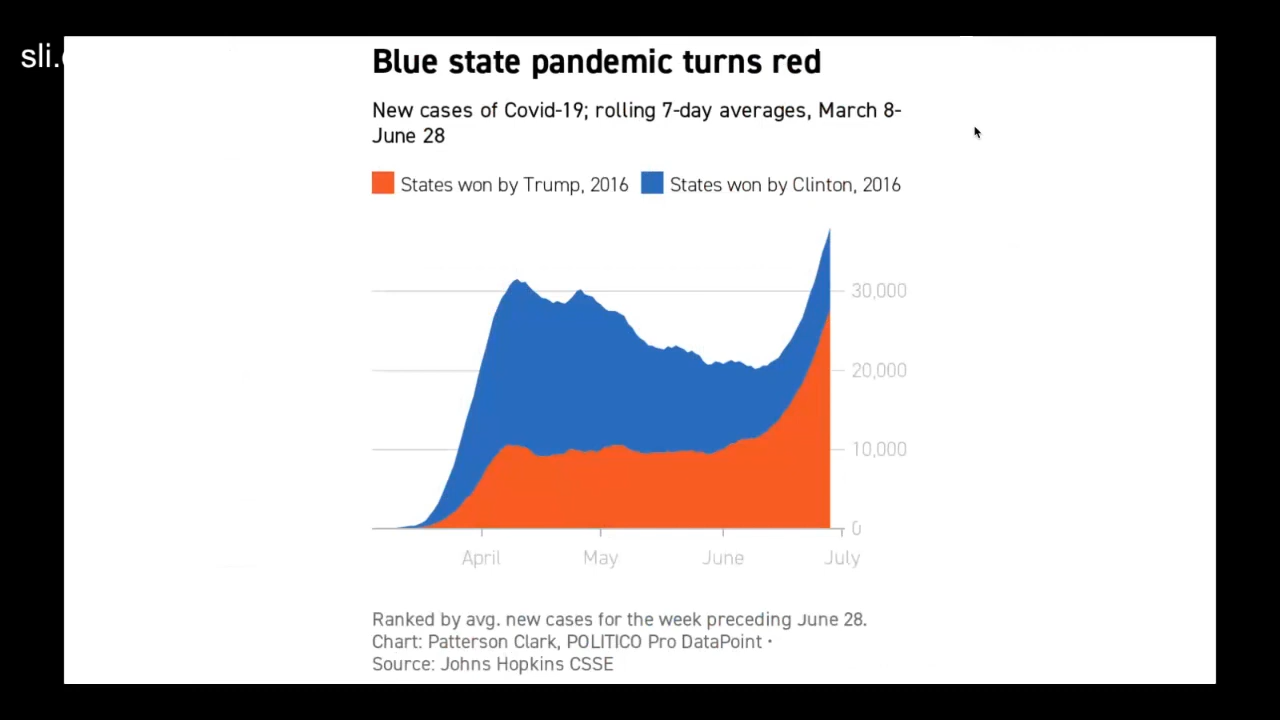 sli.
Blue state pandemic turns red
New cases of Covid-19; rolling 7-day averages, March 8-
June 28
States won by Trump, 2016 States won by Clinton, 2016
30,000
20,000
10,000
0
April May June July
Ranked by avg. new cases for the week preceding June 28.
Chart: Patterson Clark, POLITICO Pro DataPoint •
Source: Johns Hopkins CSSE